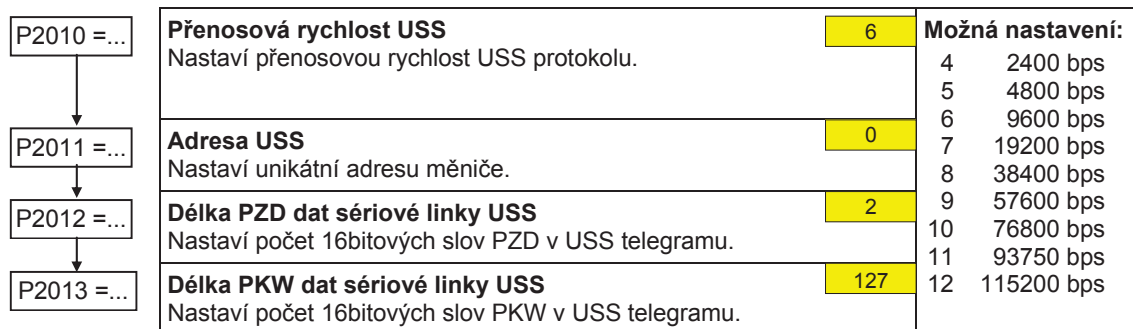 P2010 =...
Přenosová rychlost USS
6
Nastaví přenosovou rychlost USS protokolu.
P2011 =...
Adresa USS
0
Nastaví unikátní adresu měniče.
P2012 =...
Délka PZD dat sériové linky USS
2
Nastaví počet 16bitových slov PZD v USS telegramu.
P2013 =...
Délka PKW dat sériové linky USS
127
Nastaví počet 16bitových slov PKW v USS telegramu.
Možná nastavení:
4 2400 bps
5 4800 bps
6 9600 bps
7 19200 bps
8 38400 bps
9 57600 bps
10 76800 bps
11 93750 bps
12 115200 bps